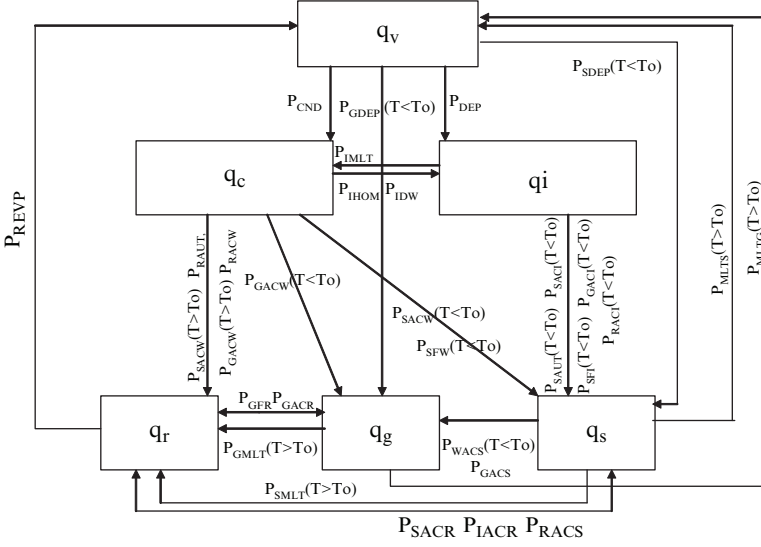 q_v
P_SDEP(T<To)
P_CND
P_GDEP(T<To)
P_DEP
P_IMLT
q_c
qi
P_IHOM P_IDW
P_REVP
P_SACW(T>To) P_RAUT,
P_GACW(T>To) P_RACW
P_GACW(T<To)
P_SACW(T<To)
P_SFW(T<To)
P_SAUT(T<To) P_SACI(T<To)
P_SFI(T<To) P_GACI(T<To)
P_RACI(T<To)
P_MLTS(T>To)
P_MLTG(T>To)
q_r
P_GFR P_GACR
q_g
q_s
P_GMLT(T>To)
P_WACS(T<To)
P_GACS
P_SMLT(T>To)
P_SACR P_IACR P_RACS